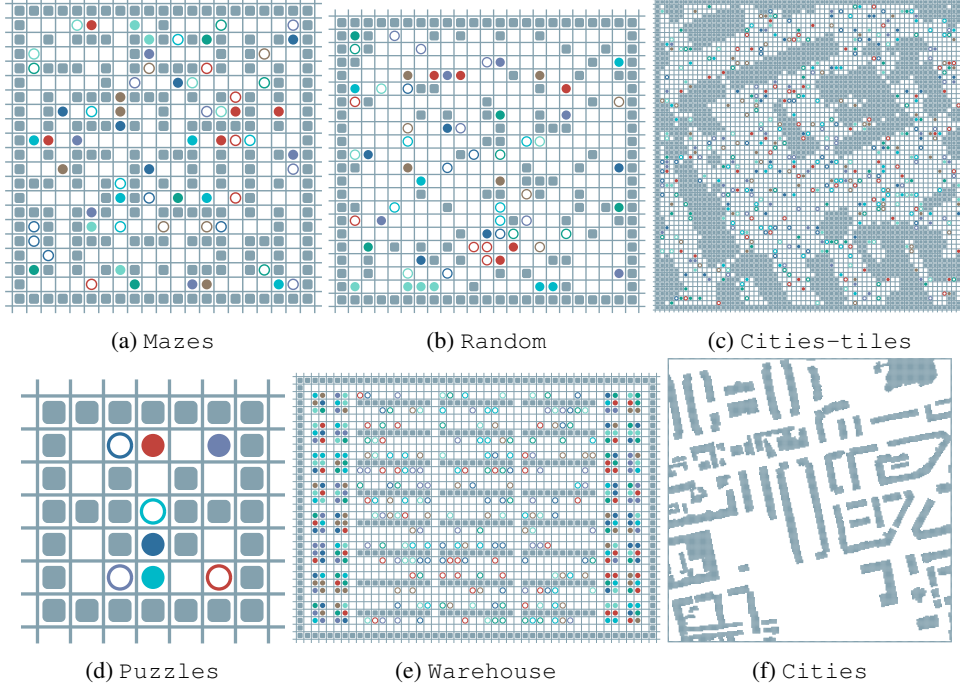 (a) Mazes
(b) Random
(c) Cities-tiles
(d) Puzzles
(e) Warehouse
(f) Cities